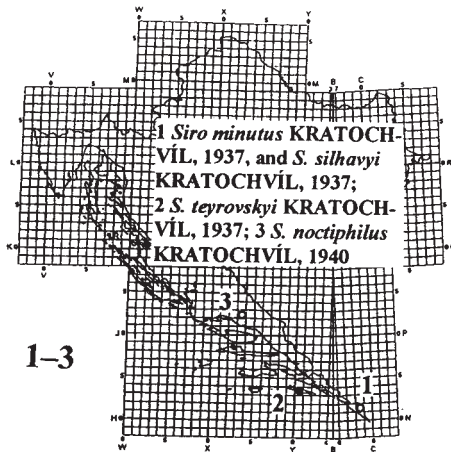 W X Y
V M M B C
1 Siro minutus KRATOCH-
VÍL, 1937, and S. silhavyi
KRATOCHVÍL, 1937;
2 S. teyrovskyi KRATOCH-
VÍL, 1937; 3 S. noctiphilus
KRATOCHVÍL, 1940
L R
K
V
3
J P
1–3
1
2
H N
W X Y B C